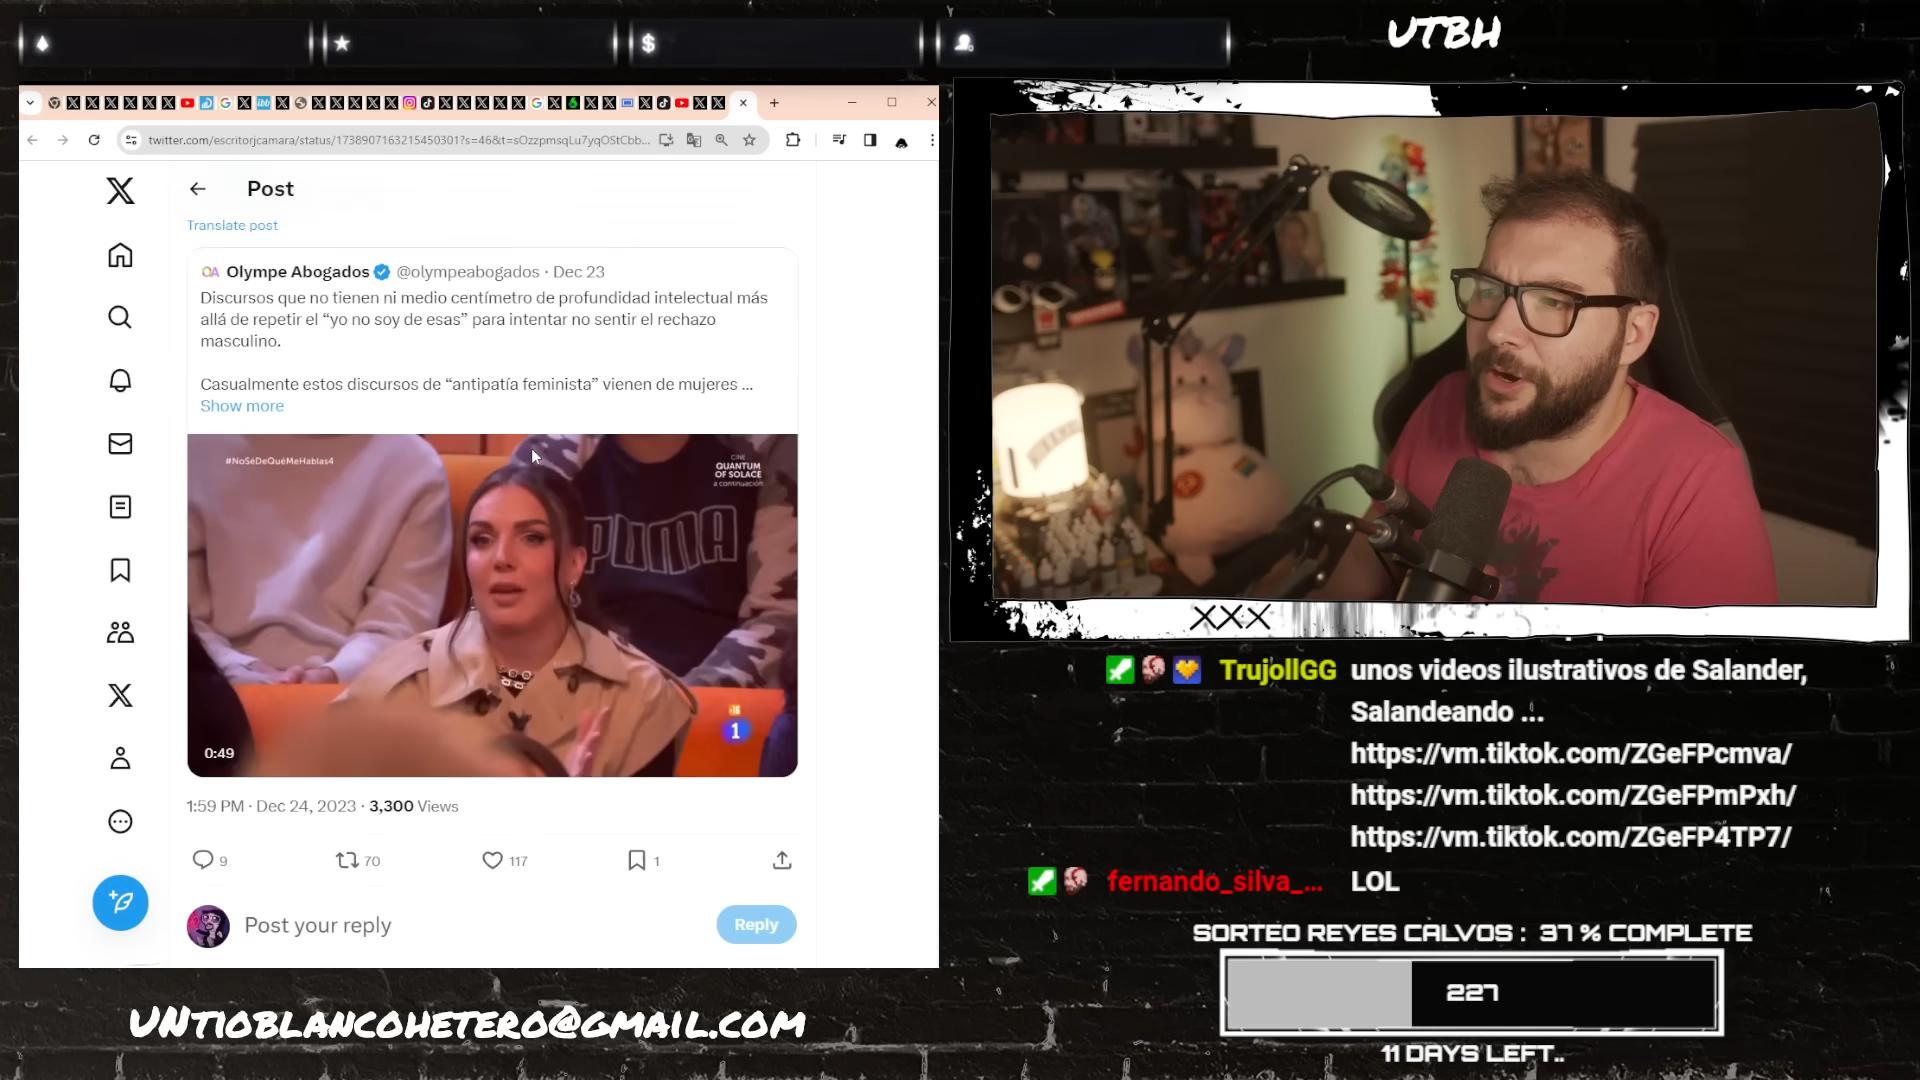 UTBH
twitter.com/escritorjcamara/status/1738907163215450301?s=46&t=sOzzpmsqLu7yqOStCbb...
Post
Translate post
Olympe Abogados @olympeabogados · Dec 23
Discursos que no tienen ni medio centímetro de profundidad intelectual más
allá de repetir el “yo no soy de esas” para intentar no sentir el rechazo
masculino.
Casualmente estos discursos de “antipatía feminista” vienen de mujeres ...
Show more
#NoSéDeQuéMeHablas4
CINE
QUANTUM
OF SOLACE
a continuación
PUMA
1
0:49
1:59 PM · Dec 24, 2023 · 3,300 Views
9
70
117
1
Post your reply
Reply
XXX
TrujollGG unos videos ilustrativos de Salander,
Salandeando ...
https://vm.tiktok.com/ZGeFPcmva/
https://vm.tiktok.com/ZGeFPmPxh/
https://vm.tiktok.com/ZGeFP4TP7/
fernando_silva_... LOL
SORTEO REYES CALVOS : 37 % COMPLETE
227
11 DAYS LEFT..
UNTIOBLANCOHETERO@GMAIL.COM